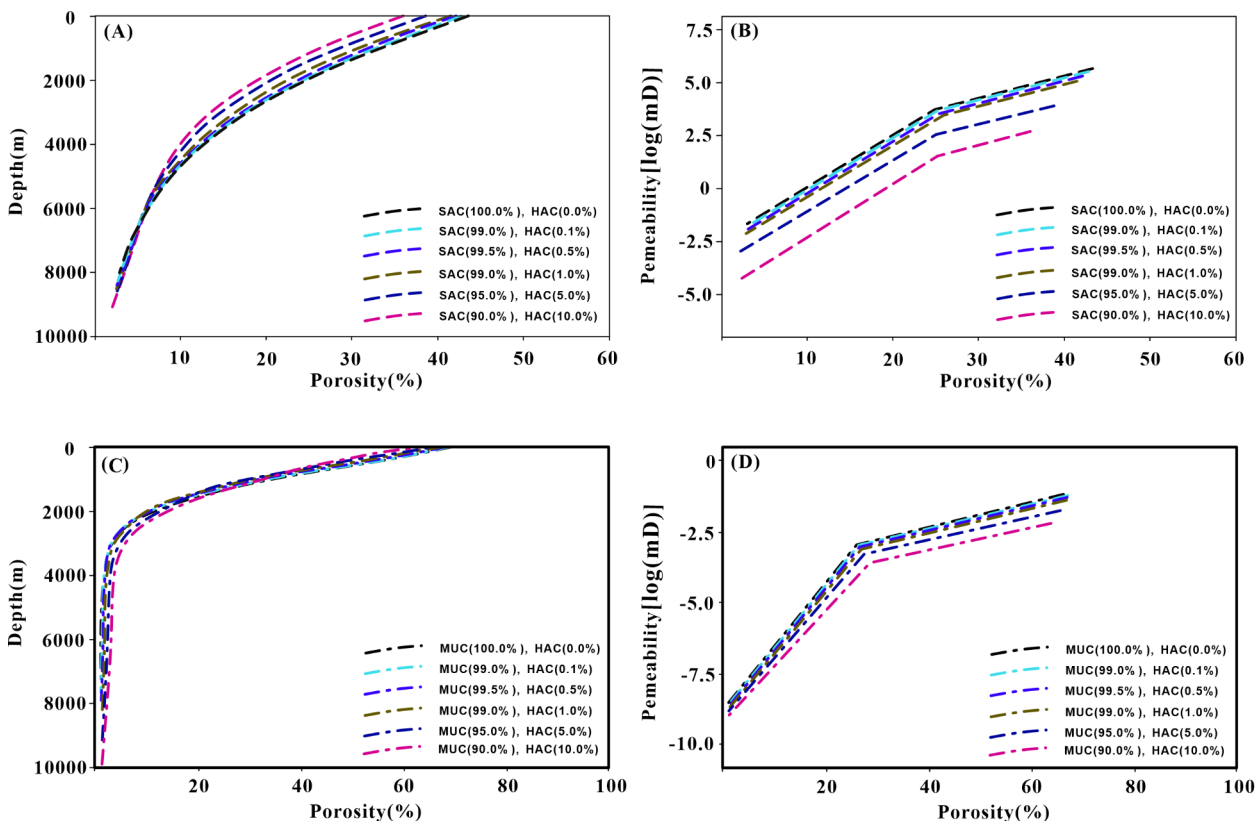 (A)
0
2000
4000
6000
8000
10000
Depth(m)
10
20
30
40
50
60
Porosity(%)
SAC(100.0%), HAC(0.0%)
SAC(99.0%), HAC(0.1%)
SAC(99.5%), HAC(0.5%)
SAC(99.0%), HAC(1.0%)
SAC(95.0%), HAC(5.0%)
SAC(90.0%), HAC(10.0%)
(B)
7.5
5.0
2.5
0
-2.5
-5.0
Pemeability[log(mD)]
0
10
20
30
40
50
60
Porosity(%)
SAC(100.0%), HAC(0.0%)
SAC(99.0%), HAC(0.1%)
SAC(99.5%), HAC(0.5%)
SAC(99.0%), HAC(1.0%)
SAC(95.0%), HAC(5.0%)
SAC(90.0%), HAC(10.0%)
(C)
0
2000
4000
6000
8000
10000
Depth(m)
20
40
60
80
100
Porosity(%)
MUC(100.0%), HAC(0.0%)
MUC(99.0%), HAC(0.1%)
MUC(99.5%), HAC(0.5%)
MUC(99.0%), HAC(1.0%)
MUC(95.0%), HAC(5.0%)
MUC(90.0%), HAC(10.0%)
(D)
0
-2.5
-5.0
-7.5
-10.0
Pemeability[log(mD)]
20
40
60
80
100
Porosity(%)
MUC(100.0%), HAC(0.0%)
MUC(99.0%), HAC(0.1%)
MUC(99.5%), HAC(0.5%)
MUC(99.0%), HAC(1.0%)
MUC(95.0%), HAC(5.0%)
MUC(90.0%), HAC(10.0%)